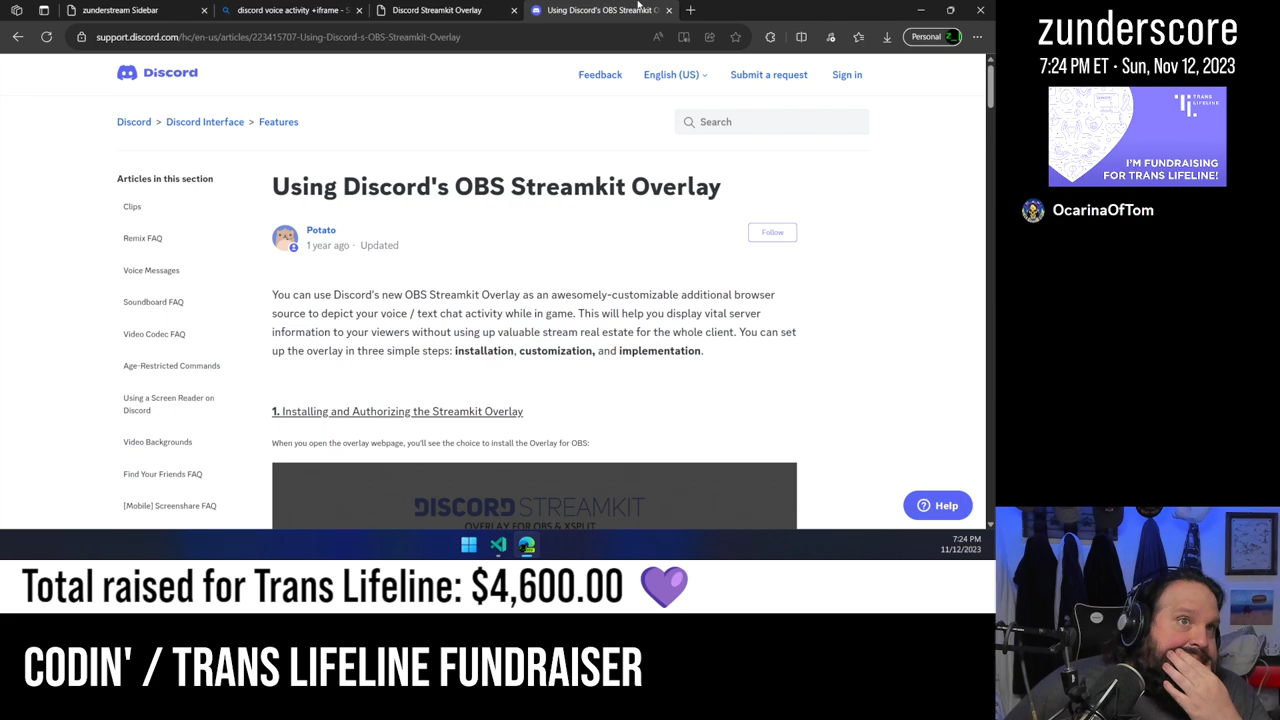 zunderstream Sidebar
discord voice activity +iframe - S
Discord Streamkit Overlay
Using Discord's OBS Streamkit O
support.discord.com/hc/en-us/articles/223415707-Using-Discord-s-OBS-Streamkit-Overlay
Personal
Discord
Feedback
English (US)
Submit a request
Sign in
Discord > Discord Interface > Features
Search
Articles in this section
Clips
Remix FAQ
Voice Messages
Soundboard FAQ
Video Codec FAQ
Age-Restricted Commands
Using a Screen Reader on
Discord
Video Backgrounds
Find Your Friends FAQ
[Mobile] Screenshare FAQ
Using Discord's OBS Streamkit Overlay
Potato
1 year ago · Updated
Follow
You can use Discord's new OBS Streamkit Overlay as an awesomely-customizable additional browser
source to depict your voice / text chat activity while in game. This will help you display vital server
information to your viewers without using up valuable stream real estate for the whole client. You can set
up the overlay in three simple steps: installation, customization, and implementation.
1. Installing and Authorizing the Streamkit Overlay
When you open the overlay webpage, you'll see the choice to install the Overlay for OBS:
DISCORD STREAMKIT
OVERLAY FOR OBS & XSPLIT
Help
7:24 PM
11/12/2023
Total raised for Trans Lifeline: $4,600.00 💜
CODIN' / TRANS LIFELINE FUNDRAISER
zunderscore
7:24 PM ET · Sun, Nov 12, 2023
TRANS
LIFELINE
I'M FUNDRAISING
FOR TRANS LIFELINE!
OcarinaOfTom